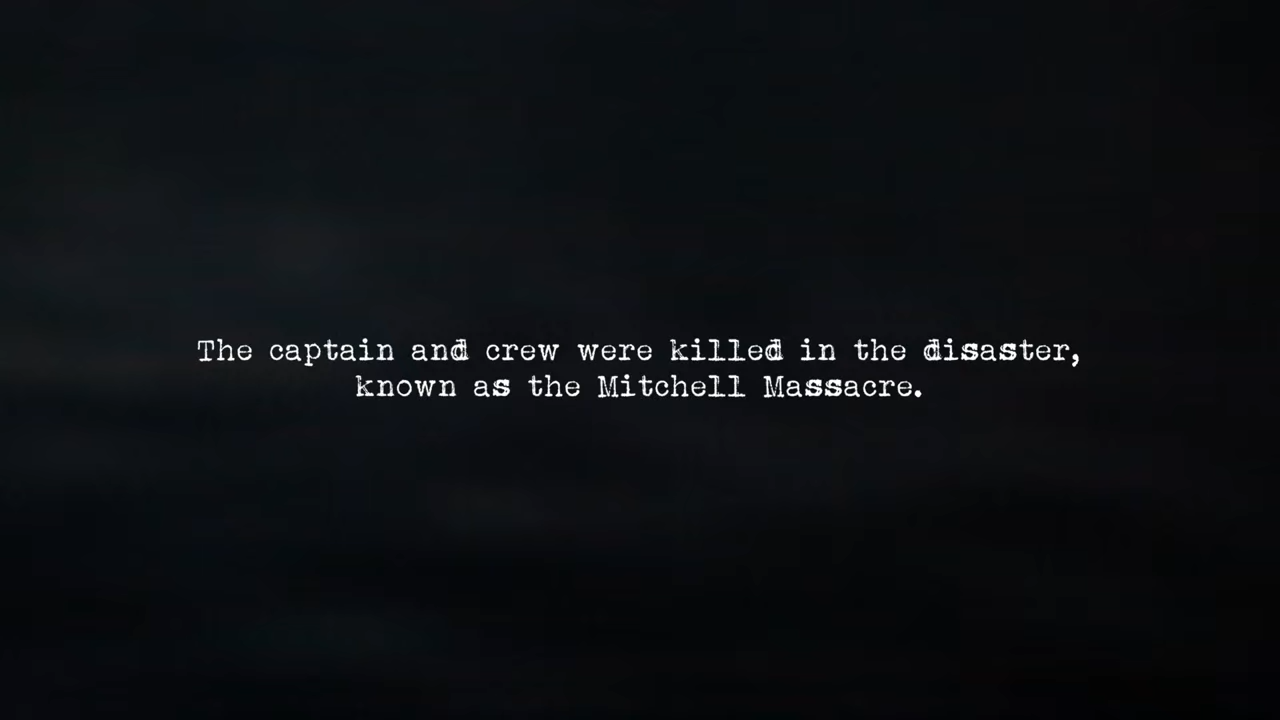 The captain and crew were killed in the disaster,
known as the Mitchell Massacre.